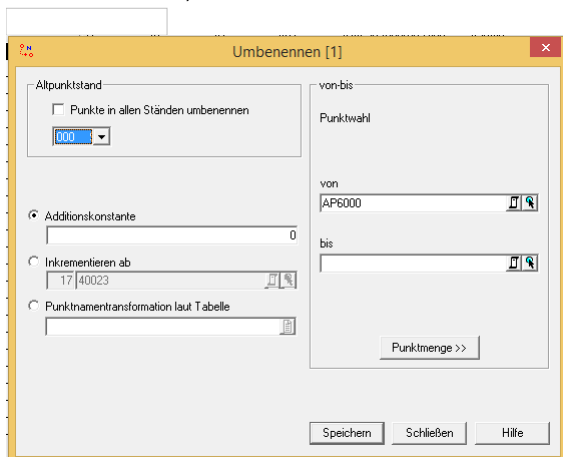 Umbenennen [1]
Altpunktstand
Punkte in allen Ständen umbenennen
000
Additionskonstante
0
Inkrementieren ab
17 40023
Punktnamentransformation laut Tabelle
von-bis
Punktwahl
von
AP6000
bis
Punktmenge >>
Speichern Schließen Hilfe